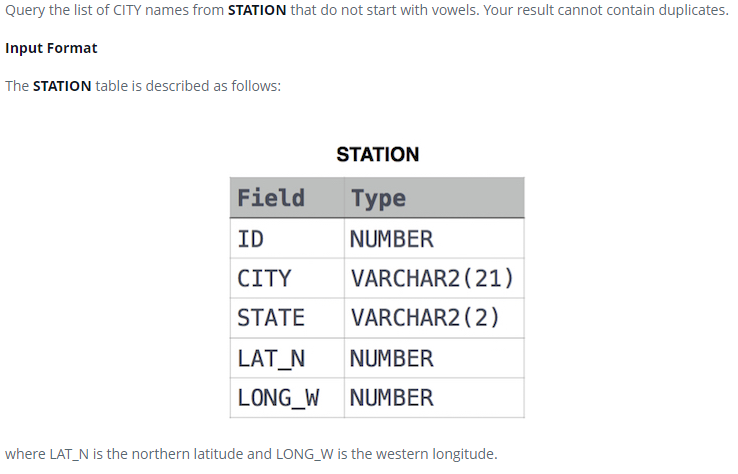 Query the list of CITY names from STATION that do not start with vowels. Your result cannot contain duplicates.
Input Format
The STATION table is described as follows:
STATION
Field Type
ID NUMBER
CITY VARCHAR2(21)
STATE VARCHAR2(2)
LAT_N NUMBER
LONG_W NUMBER
where LAT_N is the northern latitude and LONG_W is the western longitude.